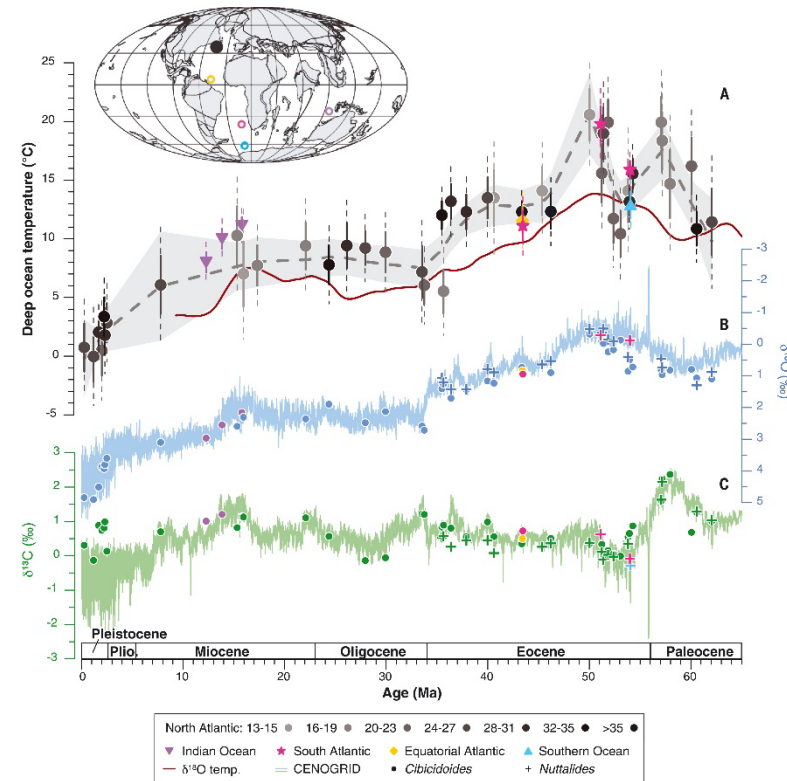 A
25
20
15
10
5
0
-5
Deep ocean temperature (°C)
-3
-2
-1
0
1
2
3
4
5
δ¹⁸O (‰)
B
C
3
2
1
0
-1
-2
-3
δ¹³C (‰)
Pleistocene
Plio.
Miocene
Oligocene
Eocene
Paleocene
0
10
20
30
40
50
60
Age (Ma)
North Atlantic: 13-15 16-19 20-23 24-27 28-31 32-35 >35
Indian Ocean South Atlantic Equatorial Atlantic Southern Ocean
δ¹⁸O temp. CENOGRID Cibicidoides Nuttalides